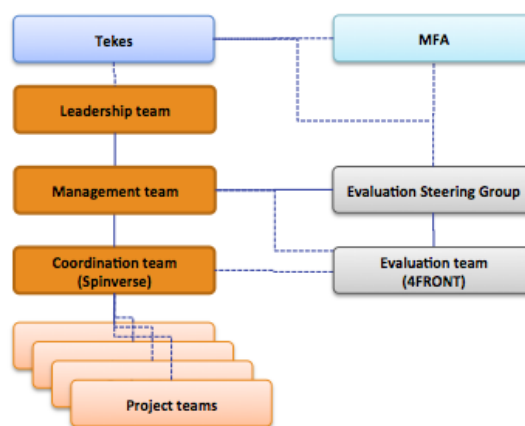 Tekes
MFA
Leadership team
Management team
Evaluation Steering Group
Coordination team
(Spinverse)
Evaluation team
(4FRONT)
Project teams